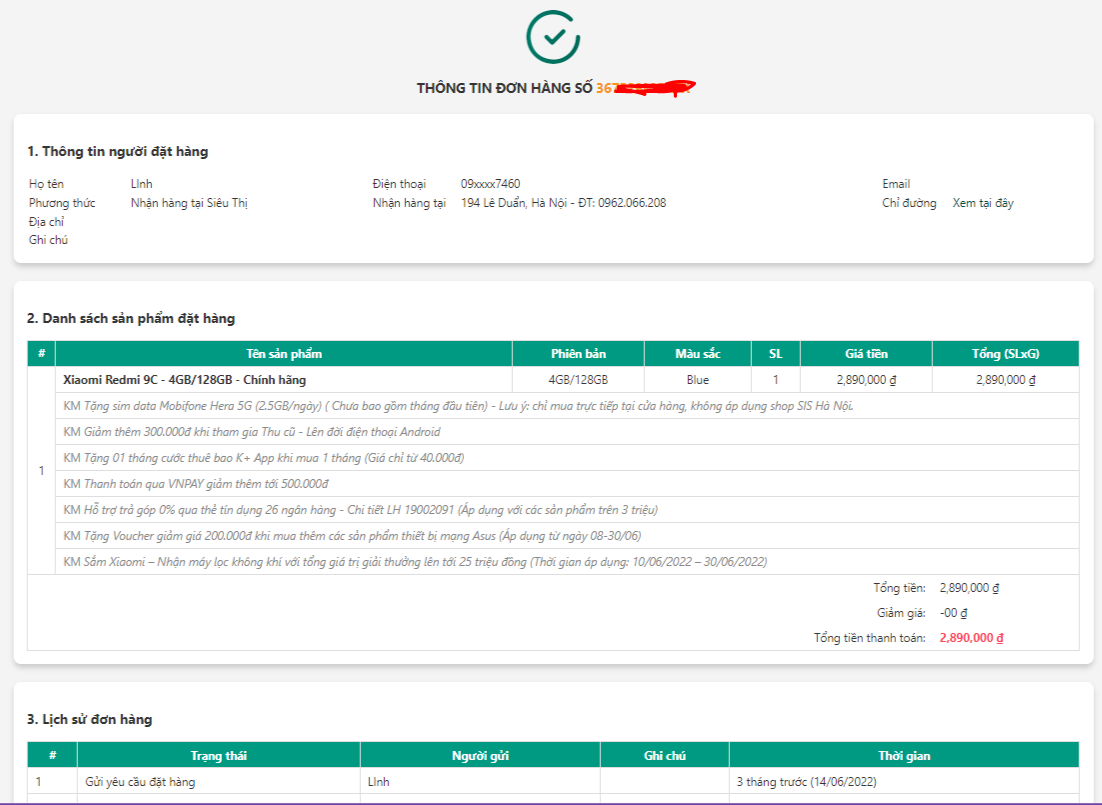 THÔNG TIN ĐƠN HÀNG SỐ 367
1. Thông tin người đặt hàng
Họ tên LInh Điện thoại 09xxxx7460 Email
Phương thức Nhận hàng tại Siêu Thị Nhận hàng tại 194 Lê Duẩn, Hà Nội - ĐT: 0962.066.208 Chỉ đường Xem tại đây
Địa chỉ
Ghi chú
2. Danh sách sản phẩm đặt hàng
# Tên sản phẩm Phiên bản Màu sắc SL Giá tiền Tổng (SLxG)
Xiaomi Redmi 9C - 4GB/128GB - Chính hãng 4GB/128GB Blue 1 2,890,000 ₫ 2,890,000 ₫
KM Tặng sim data Mobifone Hera 5G (2.5GB/ngày) ( Chưa bao gồm tháng đầu tiên) - Lưu ý: chỉ mua trực tiếp tại cửa hàng, không áp dụng shop SIS Hà Nội.
KM Giảm thêm 300.000đ khi tham gia Thu cũ - Lên đời điện thoại Android
KM Tặng 01 tháng cước thuê bao K+ App khi mua 1 tháng (Giá chỉ từ 40.000đ)
1
KM Thanh toán qua VNPAY giảm thêm tới 500.000đ
KM Hỗ trợ trả góp 0% qua thẻ tín dụng 26 ngân hàng - Chi tiết LH 19002091 (Áp dụng với các sản phẩm trên 3 triệu)
KM Tặng Voucher giảm giá 200.000đ khi mua thêm các sản phẩm thiết bị mạng Asus (Áp dụng từ ngày 08-30/06)
KM Sắm Xiaomi – Nhận máy lọc không khí với tổng giá trị giải thưởng lên tới 25 triệu đồng (Thời gian áp dụng: 10/06/2022 – 30/06/2022)
Tổng tiền: 2,890,000 ₫
Giảm giá: -00 ₫
Tổng tiền thanh toán: 2,890,000 ₫
3. Lịch sử đơn hàng
# Trạng thái Người gửi Ghi chú Thời gian
1 Gửi yêu cầu đặt hàng LInh 3 tháng trước (14/06/2022)